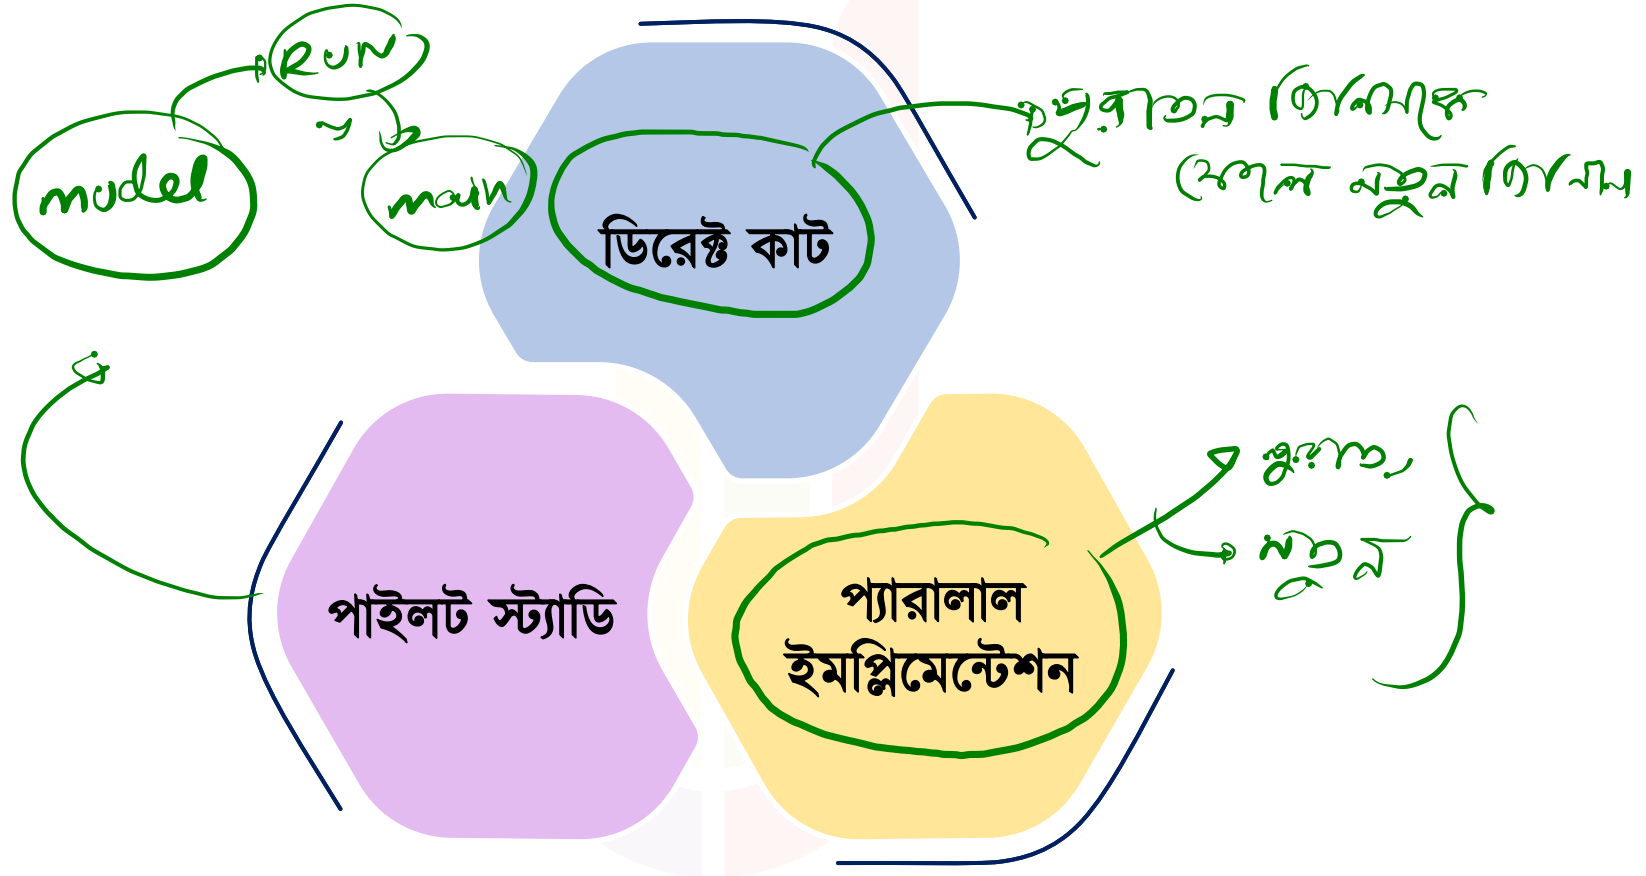 RUN
model
main
পুরাতন জিনিসকে
ফেলে নতুন জিনিস
ডিরেক্ট কাট
পুরাতন
নতুন
পাইলট স্ট্যাডি
প্যারালাল
ইমপ্লিমেন্টেশন